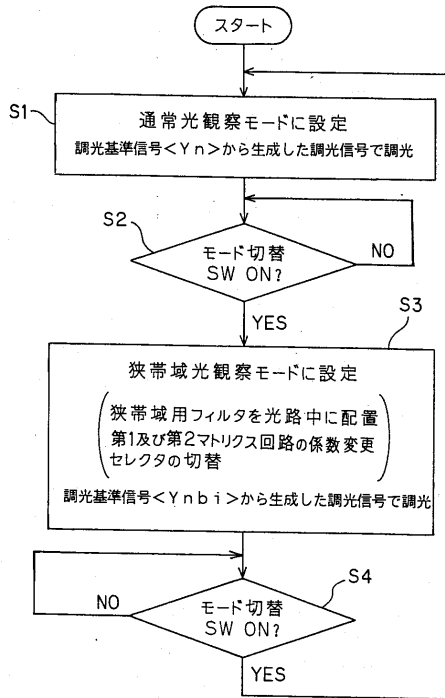 スタート
S1
通常光観察モードに設定
調光基準信号<Yn>から生成した調光信号で調光
S2
モード切替
SW ON?
NO
YES
S3
狭帯域光観察モードに設定
狭帯域用フィルタを光路中に配置
第1及び第2マトリクス回路の係数変更
セレクタの切替
調光基準信号<Ynbi>から生成した調光信号で調光
S4
NO
モード切替
SW ON?
YES